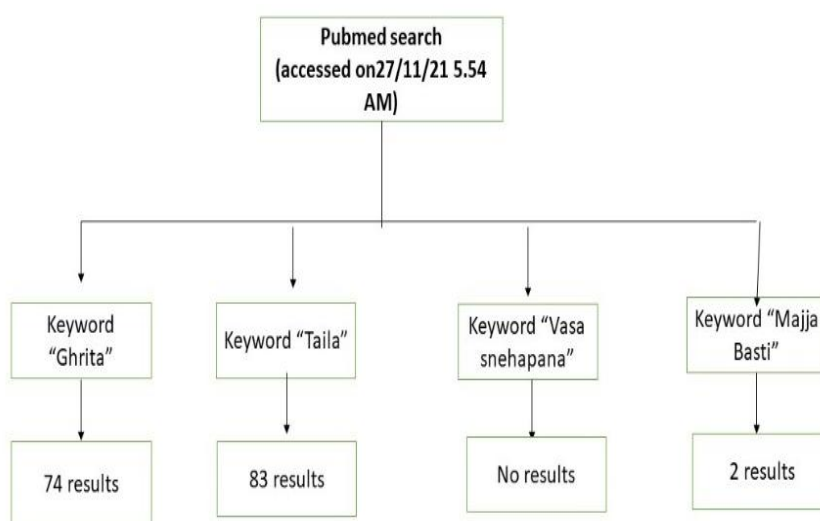 Pubmed search
(accessed on27/11/21 5.54
AM)
Keyword
“Ghrita”
Keyword “Taila”
Keyword “Vasa
snehapana”
Keyword “Majja
Basti”
74 results
83 results
No results
2 results